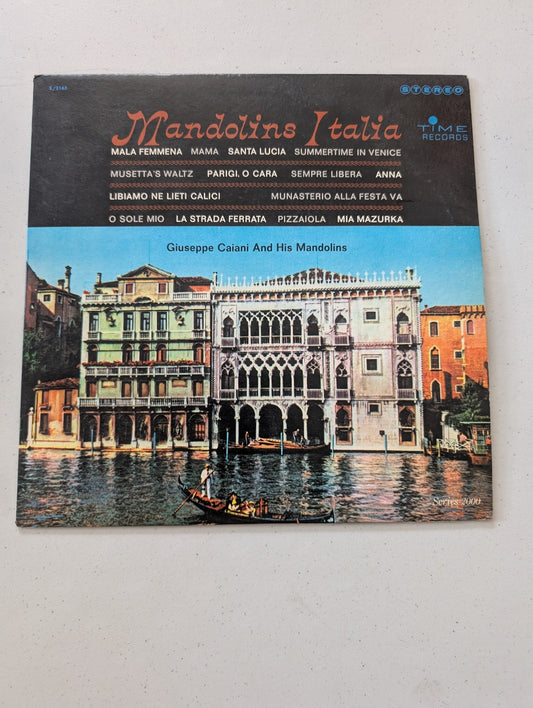 S/2143
STEREO
Mandolins Italia
TIME
RECORDS
MALA FEMMENA MAMA SANTA LUCIA SUMMERTIME IN VENICE
MUSETTA'S WALTZ PARIGI. O CARA SEMPRE LIBERA ANNA
LIBIAMO NE LIETI CALICI MUNASTERIO ALLA FESTA VA
O SOLE MIO LA STRADA FERRATA PIZZAIOLA MIA MAZURKA
Giuseppe Caiani And His Mandolins
Series 2000